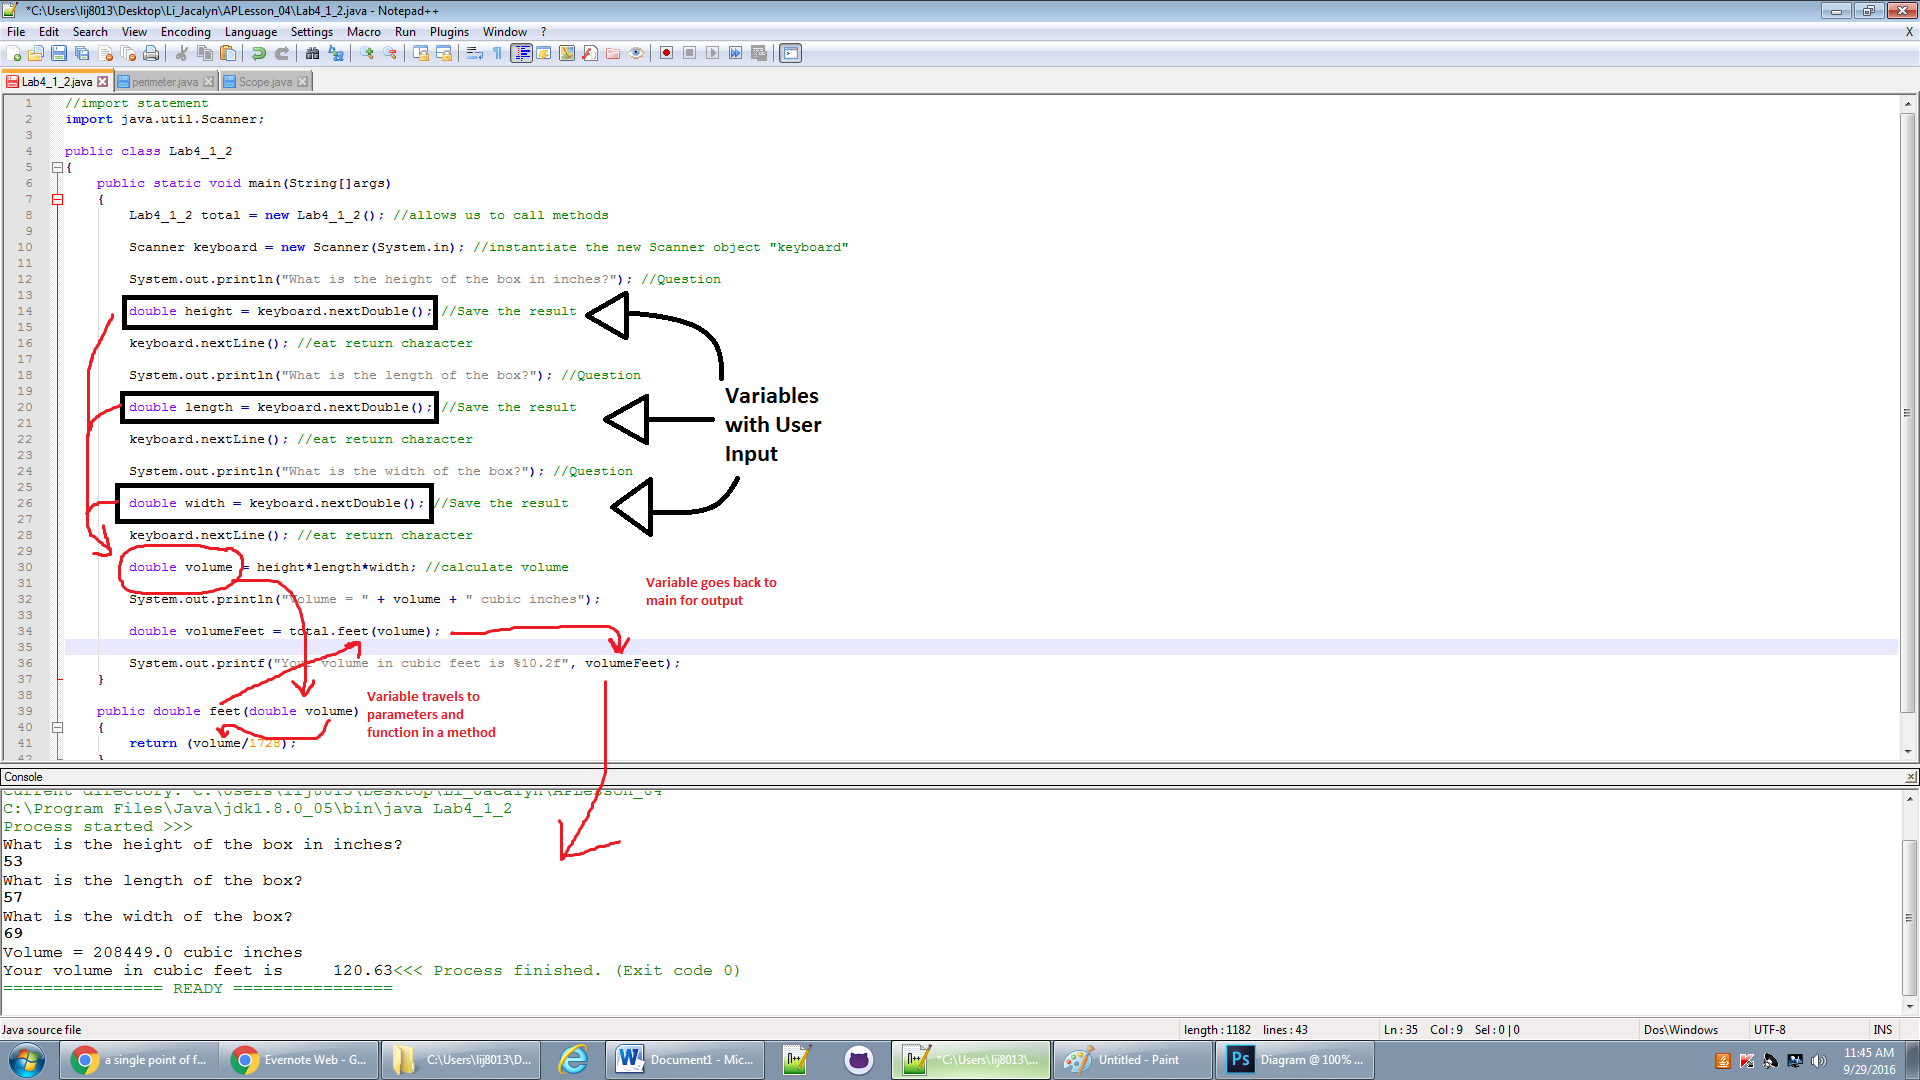 *C:\Users\lij8013\Desktop\Li_Jacalyn\APLesson_04\Lab4_1_2.java - Notepad++
File Edit Search View Encoding Language Settings Macro Run Plugins Window ? X
Lab4_1_2.java perimeter.java Scope.java
1 //import statement
2 import java.util.Scanner;
3
4 public class Lab4_1_2
5 {
6 public static void main(String[]args)
7 {
8 Lab4_1_2 total = new Lab4_1_2(); //allows us to call methods
9
10 Scanner keyboard = new Scanner(System.in); //instantiate the new Scanner object "keyboard"
11
12 System.out.println("What is the height of the box in inches?"); //Question
13
14 double height = keyboard.nextDouble(); //Save the result
15
16 keyboard.nextLine(); //eat return character
17
18 System.out.println("What is the length of the box?"); //Question
19
20 double length = keyboard.nextDouble(); //Save the result
21
22 keyboard.nextLine(); //eat return character
23
24 System.out.println("What is the width of the box?"); //Question
25
26 double width = keyboard.nextDouble(); //Save the result
27
28 keyboard.nextLine(); //eat return character
29
30 double volume = height*length*width; //calculate volume
31
32 System.out.println("Volume = " + volume + " cubic inches");
33
34 double volumeFeet = total.feet(volume);
35
36 System.out.printf("Your volume in cubic feet is %10.2f", volumeFeet);
37 }
38
39 public double feet(double volume)
40 {
41 return (volume/1728);
42 }
Variables
with User
Input
Variable goes back to
main for output
Variable travels to
parameters and
function in a method
Console
Current directory: C:\Users\lij8013\Desktop\Li_Jacalyn\APLesson_04
C:\Program Files\Java\jdk1.8.0_05\bin\java Lab4_1_2
Process started >>>
What is the height of the box in inches?
53
What is the length of the box?
57
What is the width of the box?
69
Volume = 208449.0 cubic inches
Your volume in cubic feet is     120.63<<< Process finished. (Exit code 0)
================ READY ================
Java source file length : 1182 lines : 43 Ln : 35 Col : 9 Sel : 0 | 0 Dos\Windows UTF-8 INS
a single point of f... Evernote Web - G... C:\Users\lij8013\D... Document1 - Mic... *C:\Users\lij8013\... Untitled - Paint Diagram @ 100% ... 11:45 AM
9/29/2016